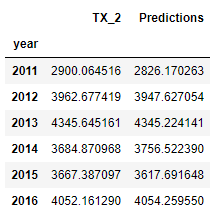 TX_2 Predictions
year
2011 2900.064516 2826.170263
2012 3962.677419 3947.627054
2013 4345.645161 4345.224141
2014 3684.870968 3756.522390
2015 3667.387097 3617.691648
2016 4052.161290 4054.259550